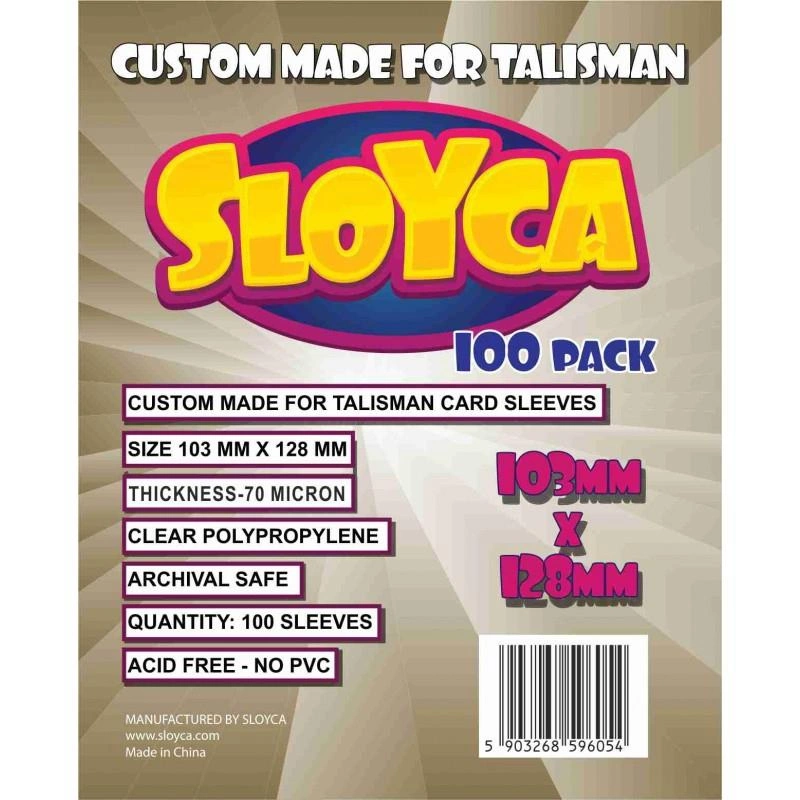 CUSTOM MADE FOR TALISMAN
SLOYCA
100 PACK
CUSTOM MADE FOR TALISMAN CARD SLEEVES
SIZE 103 MM X 128 MM
THICKNESS-70 MICRON
CLEAR POLYPROPYLENE
ARCHIVAL SAFE
QUANTITY: 100 SLEEVES
ACID FREE - NO PVC
103MM
X
128MM
MANUFACTURED BY SLOYCA
www.sloyca.com
Made in China
5 903268 596054